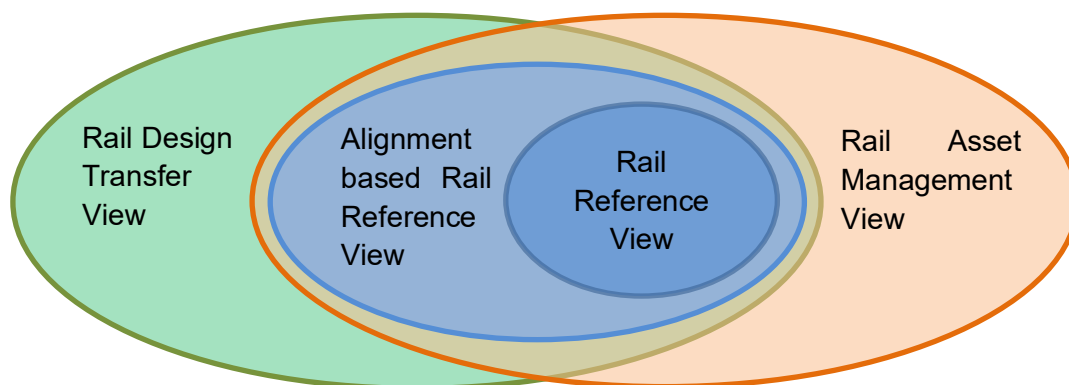 Rail Design
Transfer
View
Alignment
based Rail
Reference
View
Rail
Reference
View
Rail Asset
Management
View